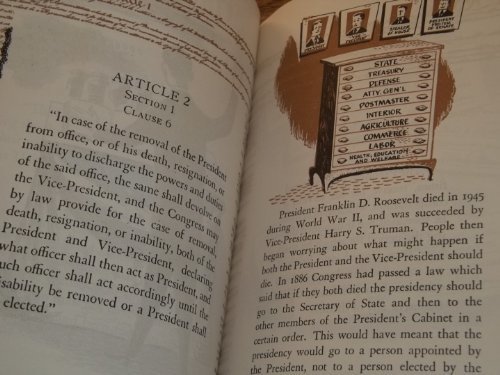 ARTICLE 2
SECTION 1
CLAUSE 6
"In case of the removal of the President
from office, or of his death, resignation, or
inability to discharge the powers and duties
of the said office, the same shall devolve on
the Vice-President, and the Congress may
by law provide for the case of removal,
death, resignation, or inability, both of the
President and Vice-President, declaring
what officer shall then act as President, and
such officer shall act accordingly until the
disability be removed or a President shall
elected."
PRESIDENT
SPEAKER
OF HOUSE
PRESIDENT
PRO TEM
OF SENATE
STATE
TREASURY
DEFENSE
ATTY. GEN'L
POSTMASTER
INTERIOR
AGRICULTURE
COMMERCE
LABOR
HEALTH, EDUCATION
AND WELFARE
President Franklin D. Roosevelt died in 1945
during World War II, and was succeeded by
Vice-President Harry S. Truman. People then
began worrying about what might happen if
both the President and the Vice-President should
die. In 1886 Congress had passed a law which
said that if they both died the presidency should
go to the Secretary of State and then to the
other members of the President's Cabinet in a
certain order. This would have meant that the
presidency would go to a person appointed by
the President, not to a person elected by the